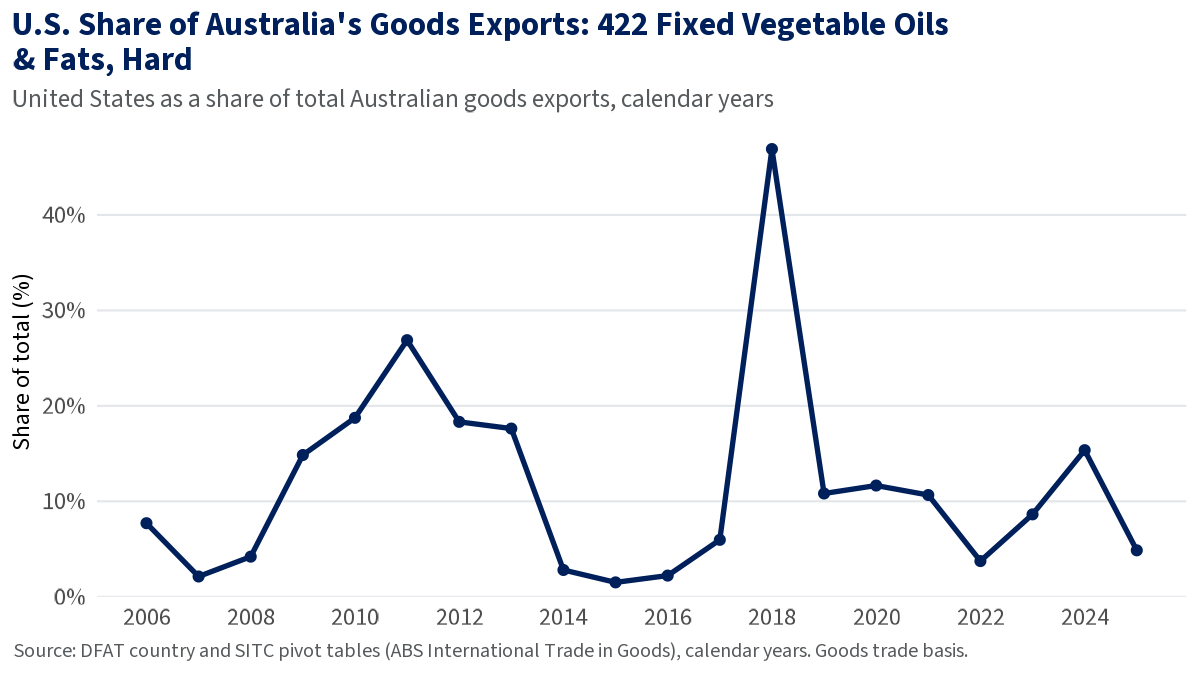 U.S. Share of Australia's Goods Exports: 422 Fixed Vegetable Oils
& Fats, Hard
United States as a share of total Australian goods exports, calendar years
Share of total (%)
40%
30%
20%
10%
0%
2006 2008 2010 2012 2014 2016 2018 2020 2022 2024
Source: DFAT country and SITC pivot tables (ABS International Trade in Goods), calendar years. Goods trade basis.